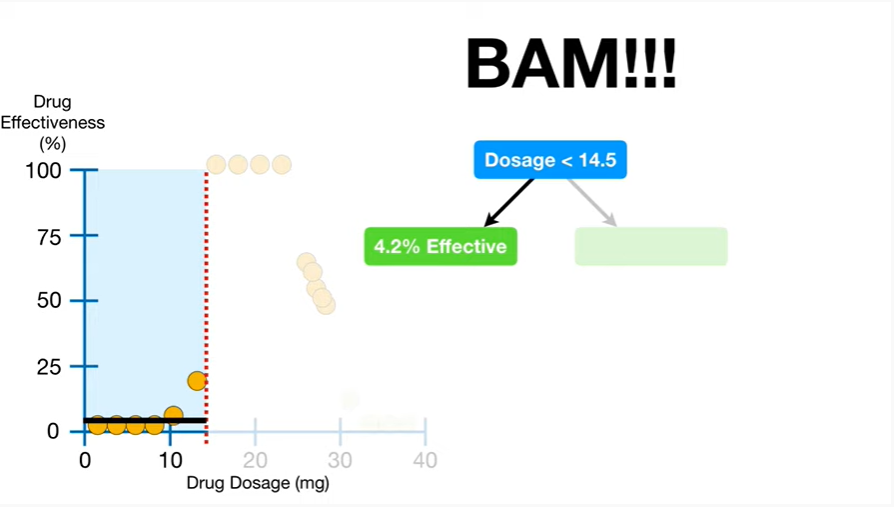 BAM!!!
Drug
Effectiveness
(%)
Dosage < 14.5
4.2% Effective
100
75
50
25
0
0 10 20 30 40
Drug Dosage (mg)